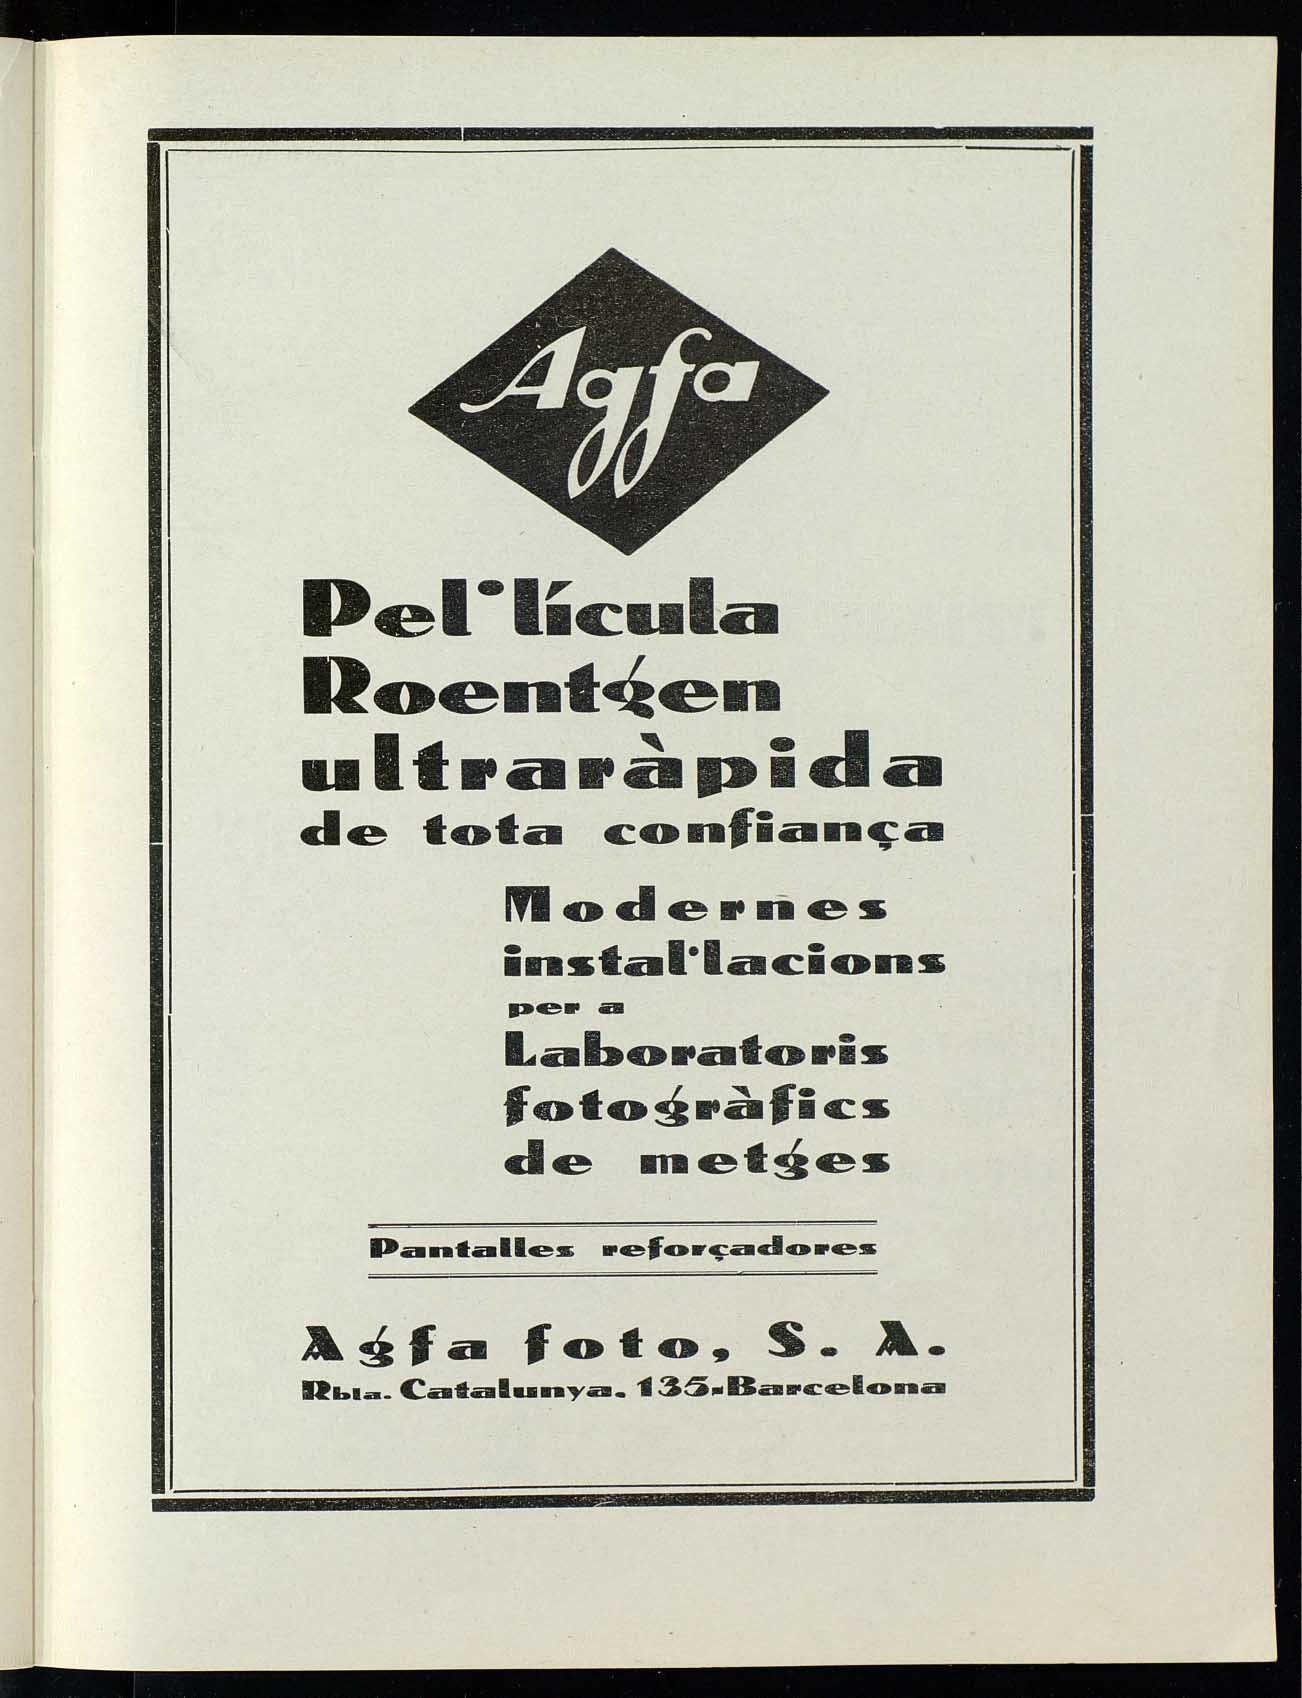 Agfa
Pel·lícula
Roentgen
ultraràpida
de tota confiança
Modernes
instal·lacions
per a
Laboratoris
fotogràfics
de metges
Pantalles reforçadores
Agfa foto, S. A.
Rbla. Catalunya. 135-Barcelona